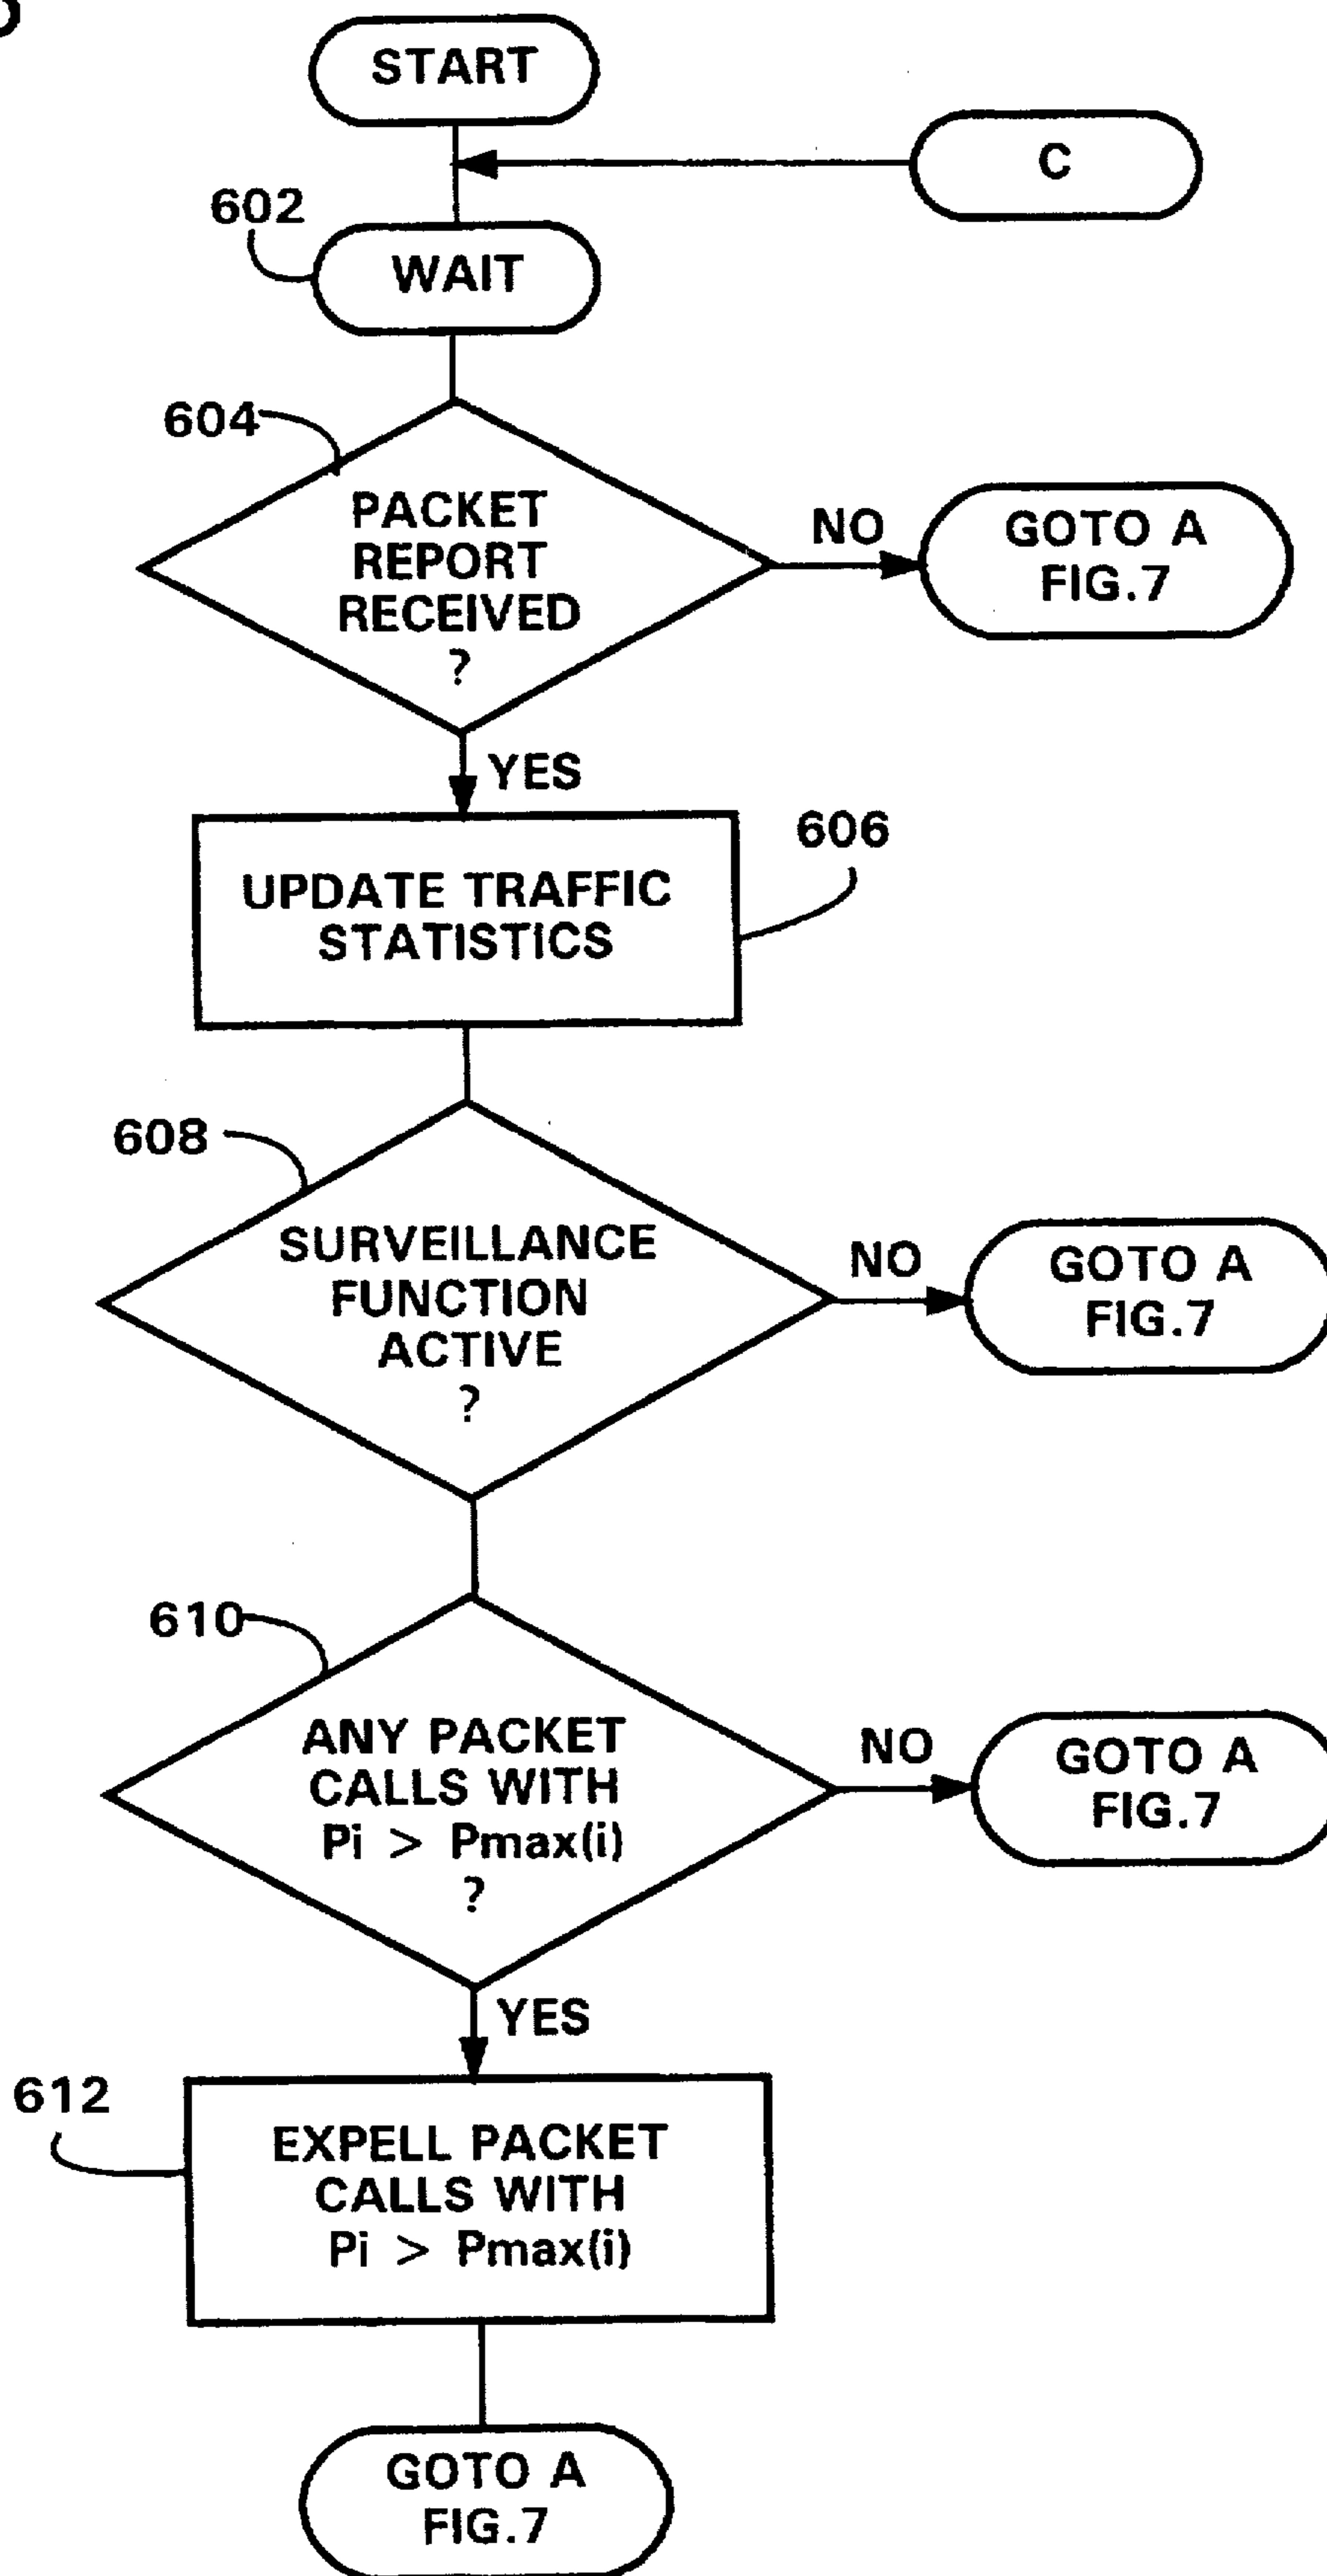 START
C
602
WAIT
604
PACKET
REPORT
RECEIVED
?
NO
GOTO A
FIG.7
YES
606
UPDATE TRAFFIC
STATISTICS
608
SURVEILLANCE
FUNCTION
ACTIVE
?
NO
GOTO A
FIG.7
610
ANY PACKET
CALLS WITH
Pi > Pmax(i)
?
NO
GOTO A
FIG.7
YES
612
EXPELL PACKET
CALLS WITH
Pi > Pmax(i)
GOTO A
FIG.7